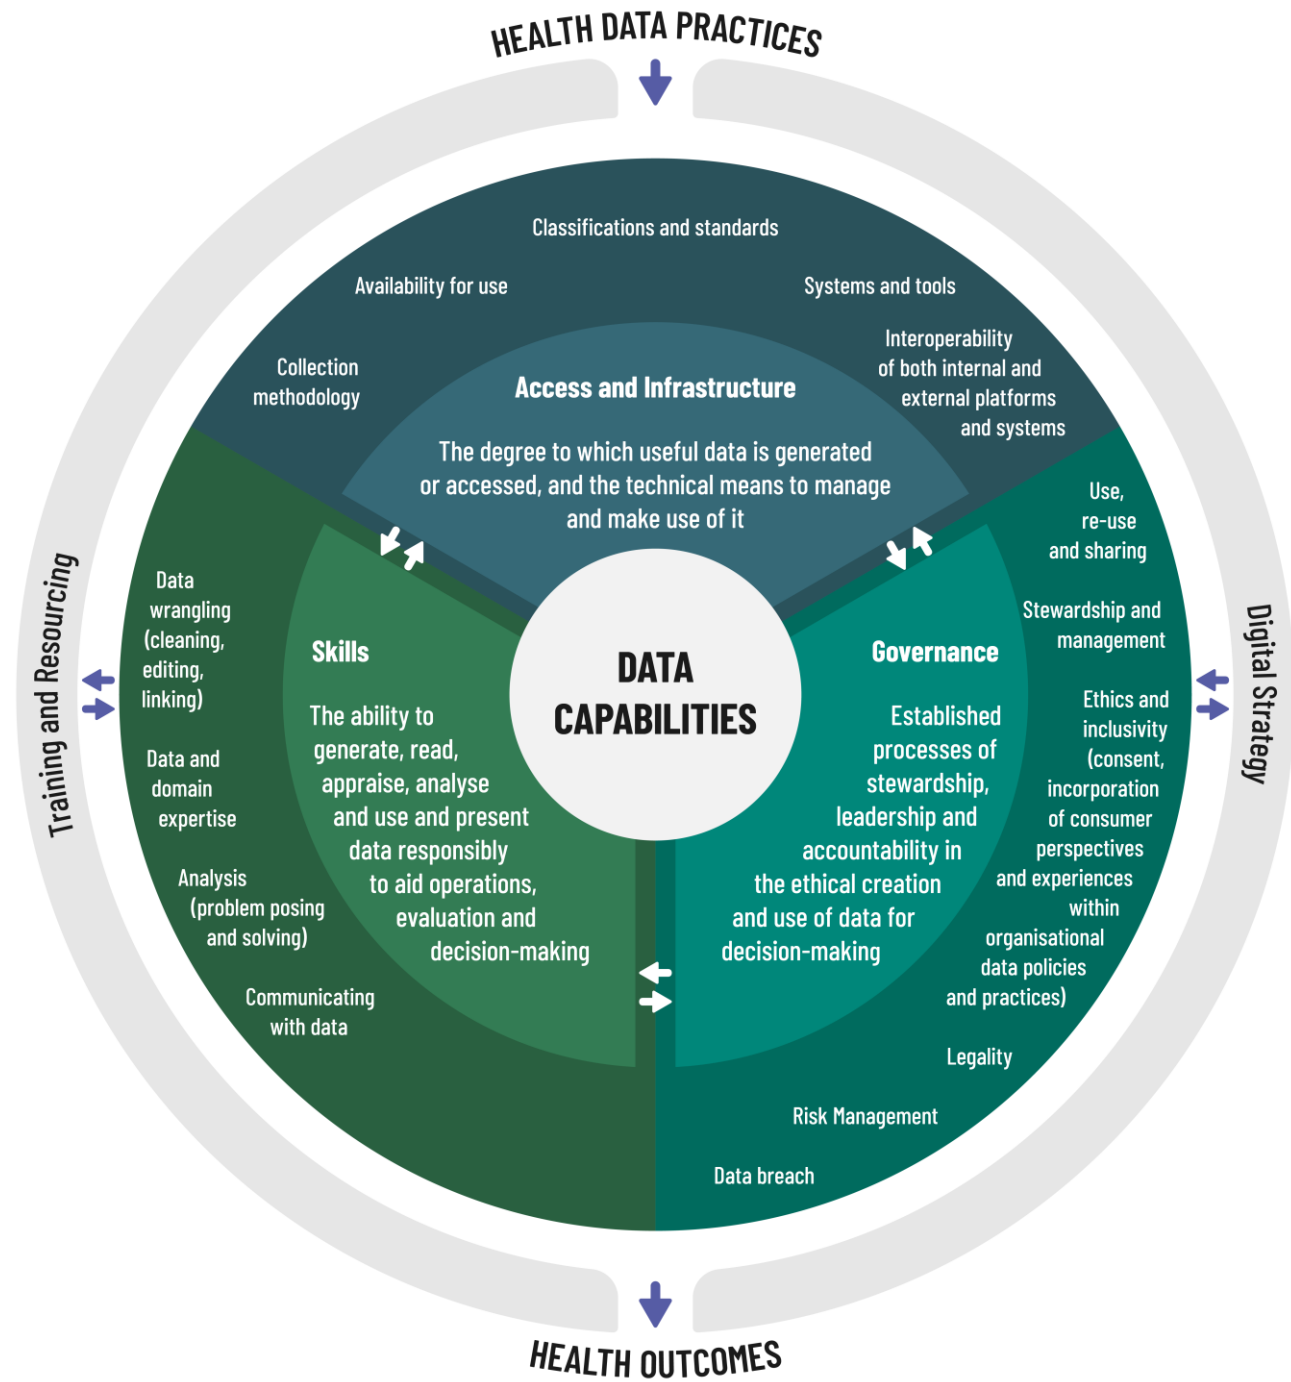 HEALTH DATA PRACTICES
Classifications and standards
Availability for use
Systems and tools
Collection
methodology
Interoperability
of both internal and
external platforms
and systems
Access and Infrastructure
The degree to which useful data is generated
or accessed, and the technical means to manage
and make use of it
Training and Resourcing
Data
wrangling
(cleaning,
editing,
linking)
Data and
domain
expertise
Analysis
(problem posing
and solving)
Communicating
with data
Skills
The ability to
generate, read,
appraise, analyse
and use and present
data responsibly
to aid operations,
evaluation and
decision-making
DATA
CAPABILITIES
Governance
Established
processes of
stewardship,
leadership and
accountability in
the ethical creation
and use of data for
decision-making
Use,
re-use
and sharing
Stewardship and
management
Ethics and
inclusivity
(consent,
incorporation
of consumer
perspectives
and experiences
within
organisational
data policies
and practices)
Legality
Risk Management
Data breach
Digital Strategy
HEALTH OUTCOMES